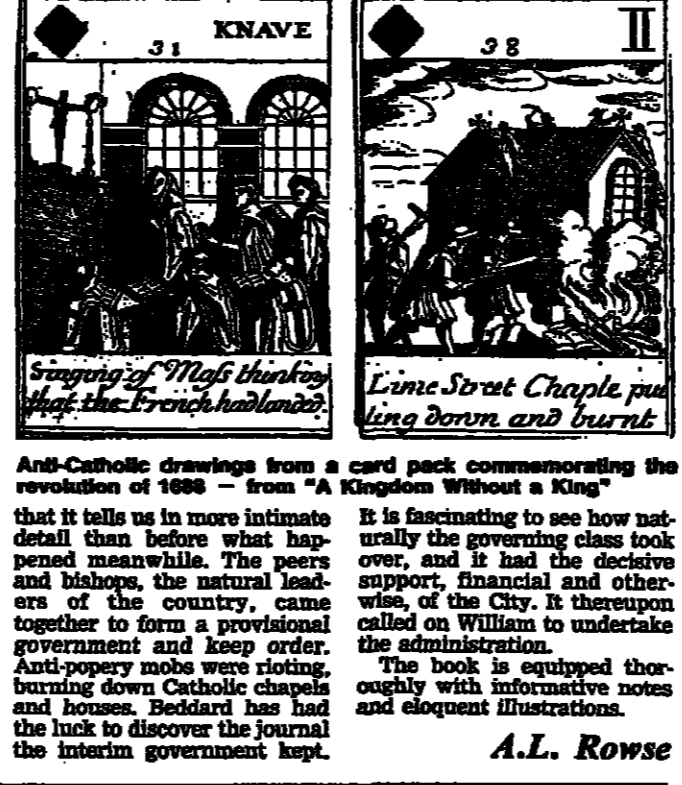 KNAVE
31
Singing of Maſs thinking
that the French had landed.
38
II
Lime Street Chaple pul
ling down and burnt
Anti-Catholic drawings from a card pack commemorating the
revolution of 1688 — from "A Kingdom Without a King"
that it tells us in more intimate
detail than before what hap-
pened meanwhile. The peers
and bishops, the natural lead-
ers of the country, came
together to form a provisional
government and keep order.
Anti-popery mobs were rioting,
burning down Catholic chapels
and houses. Beddard has had
the luck to discover the journal
the interim government kept.
It is fascinating to see how nat-
urally the governing class took
over, and it had the decisive
support, financial and other-
wise, of the City. It thereupon
called on William to undertake
the administration.
The book is equipped thor-
oughly with informative notes
and eloquent illustrations.
A.L. Rowse